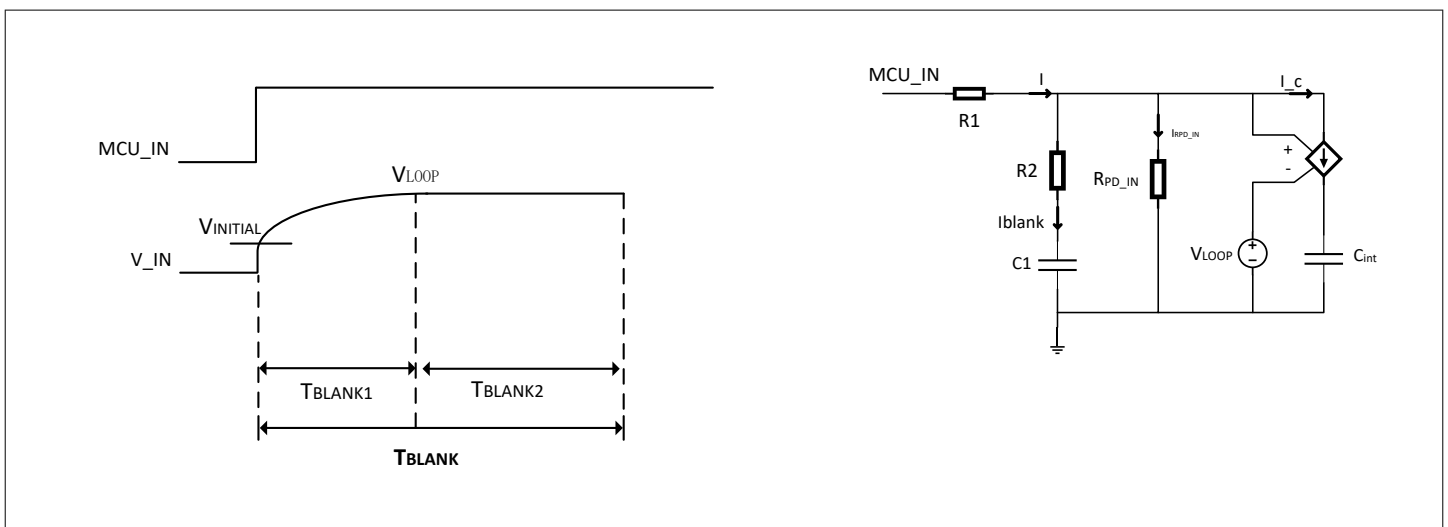 MCU_IN
VLOOP
VINITIAL
V_IN
TBLANK1
TBLANK2
TBLANK
MCU_IN
I
I_c
R1
IRPD_IN
+
-
R2
RPD_IN
Iblank
C1
VLOOP
+
−
Cint